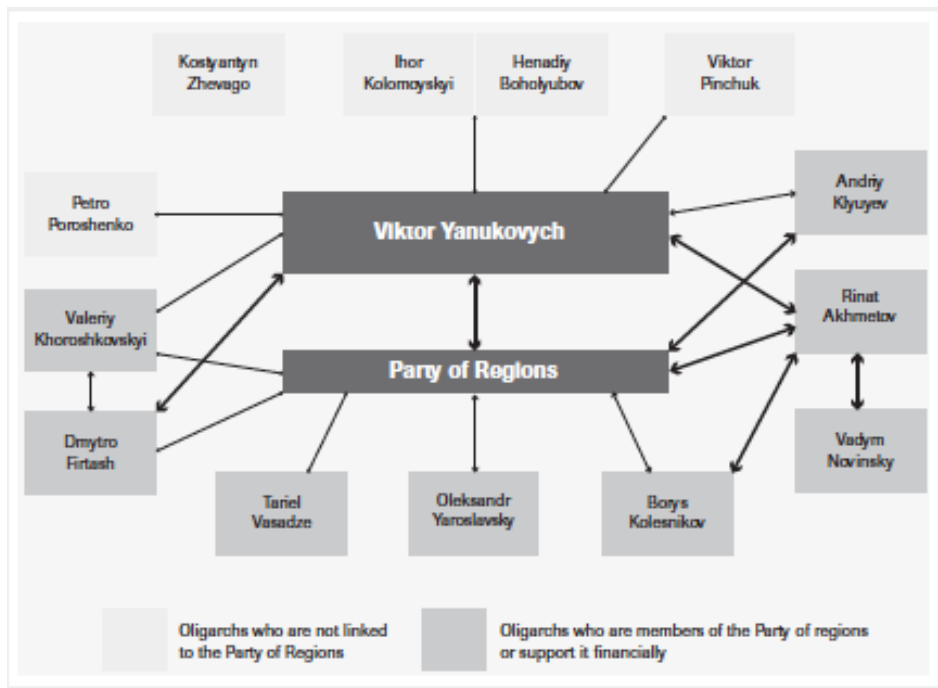 Kostyantyn
Zhevago
Ihor
Kolomoyskyi
Henadiy
Boholyubov
Viktor
Pinchuk
Petro
Poroshenko
Viktor Yanukovych
Andriy
Klyuyev
Valeriy
Khoroshkovskyi
Rinat
Akhmetov
Party of Regions
Dmytro
Firtash
Vadym
Novinsky
Tariel
Vasadze
Oleksandr
Yaroslavsky
Borys
Kolesnikov
Oligarchs who are not linked
to the Party of Regions
Oligarchs who are members of the Party of regions
or support it financially